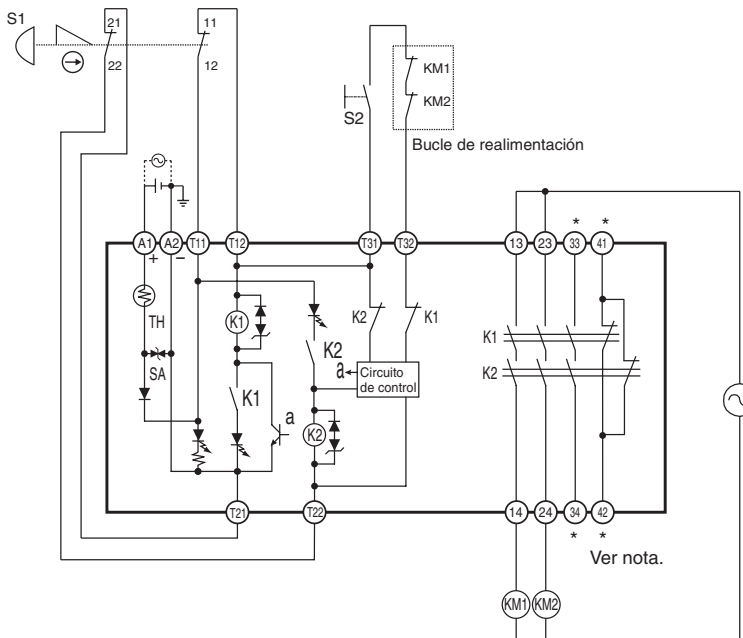 S1
21
22
11
12
S2
KM1
KM2
Bucle de realimentación
A1
A2
T11
T12
T31
T32
13
23
33
41
*
*
+
−
TH
SA
K1
K1
a
K2
K2
K2
K1
a
Circuito
de control
K1
K2
T21
T22
14
24
34
42
*
*
Ver nota.
KM1
KM2